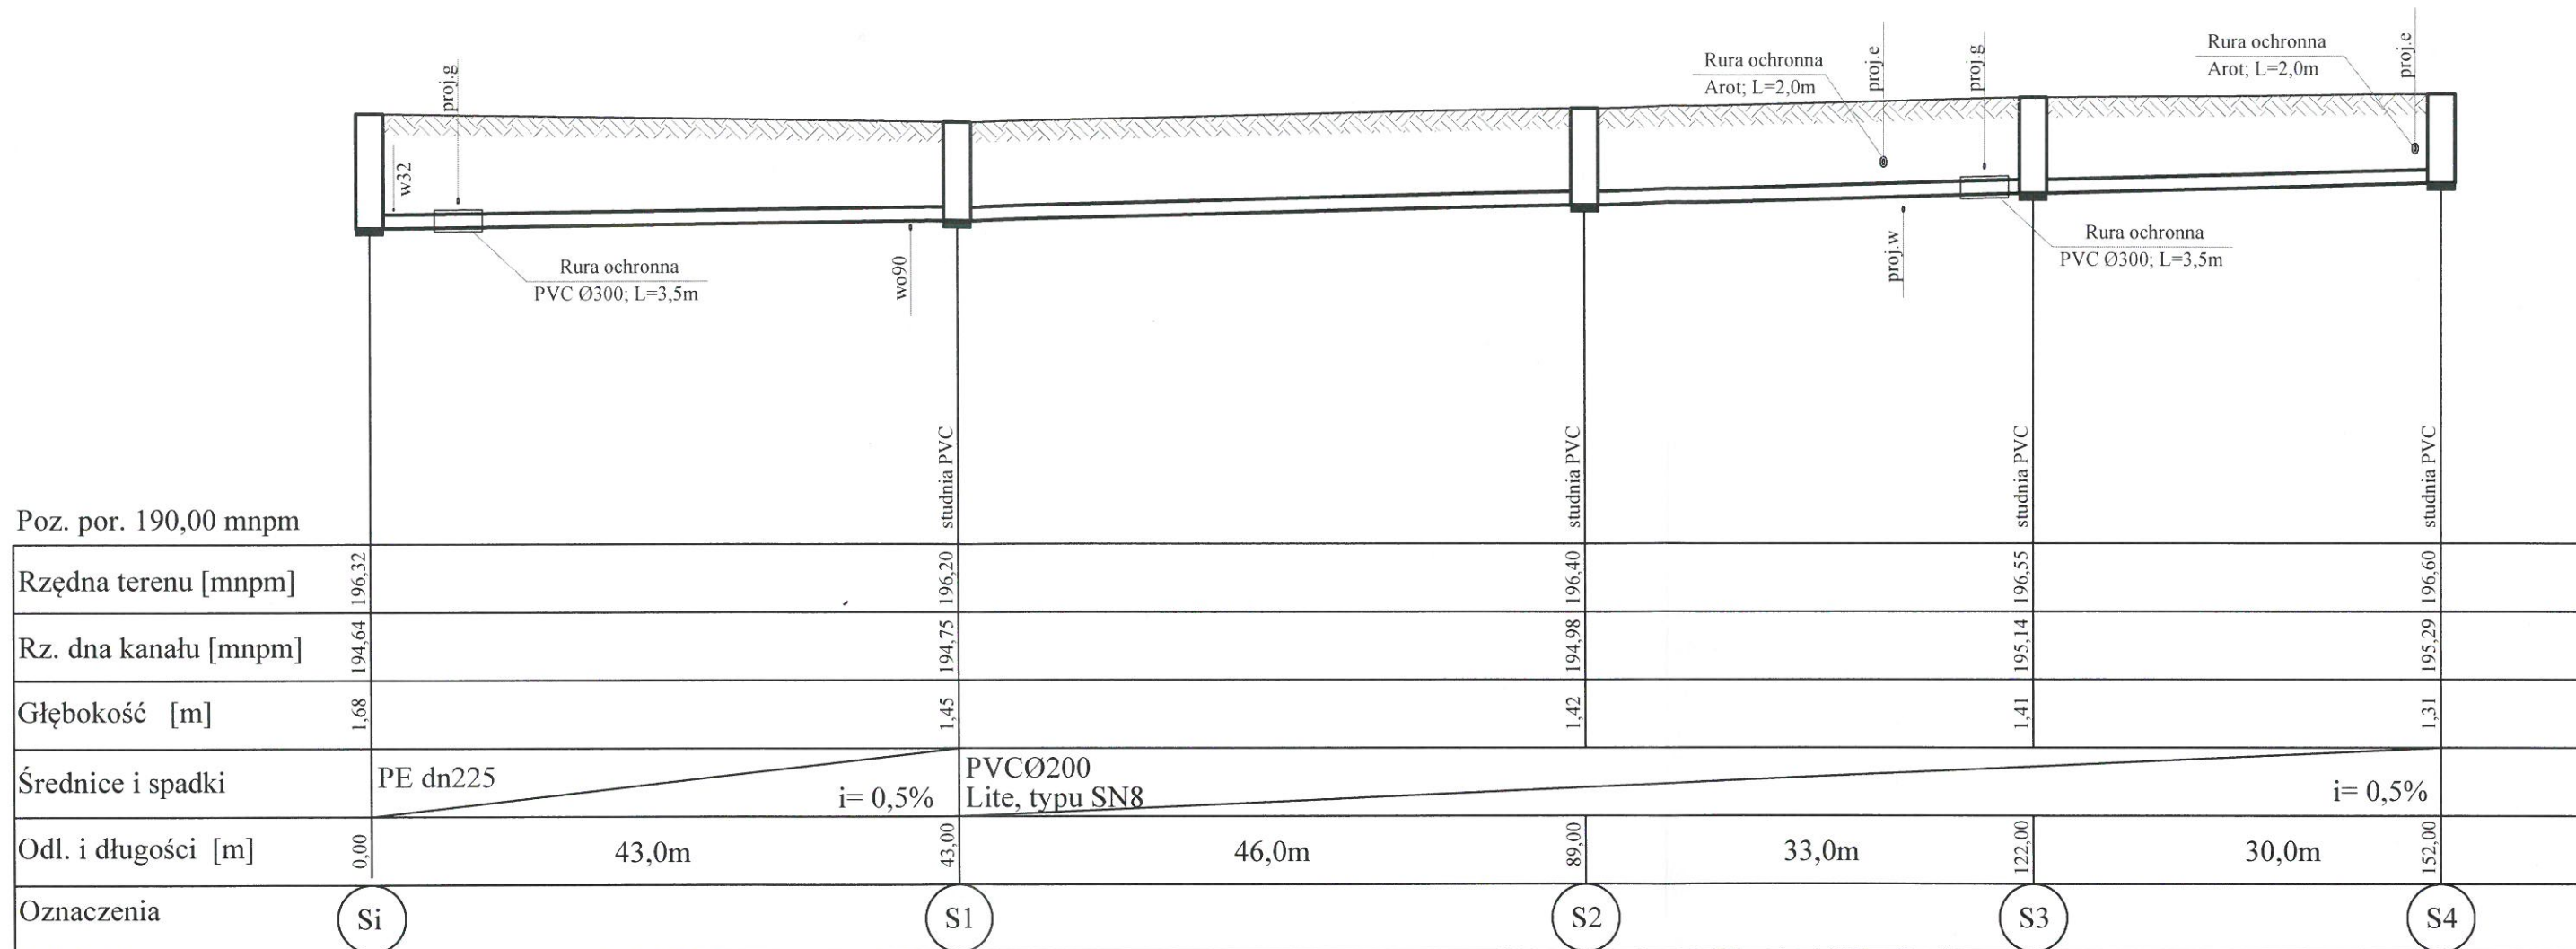 Rura ochronna
Arot; L=2,0m
proj.e
proj.g
Rura ochronna
Arot; L=2,0m
proj.e
proj.g
w32
Rura ochronna
PVC Ø300; L=3,5m
wo90
proj.w
Rura ochronna
PVC Ø300; L=3,5m
studnia PVC
studnia PVC
studnia PVC
studnia PVC
Poz. por. 190,00 mnpm
Rzędna terenu [mnpm] 196,32 196,20 196,40 196,55 196,60
Rz. dna kanału [mnpm] 194,64 194,75 194,98 195,14 195,29
Głębokość [m] 1,68 1,45 1,42 1,41 1,31
Średnice i spadki
PE dn225
i= 0,5%
PVCØ200
Lite, typu SN8
i= 0,5%
Odl. i długości [m] 0,00 43,0m 43,00 46,0m 89,00 33,0m 122,00 30,0m 152,00
Oznaczenia Si S1 S2 S3 S4